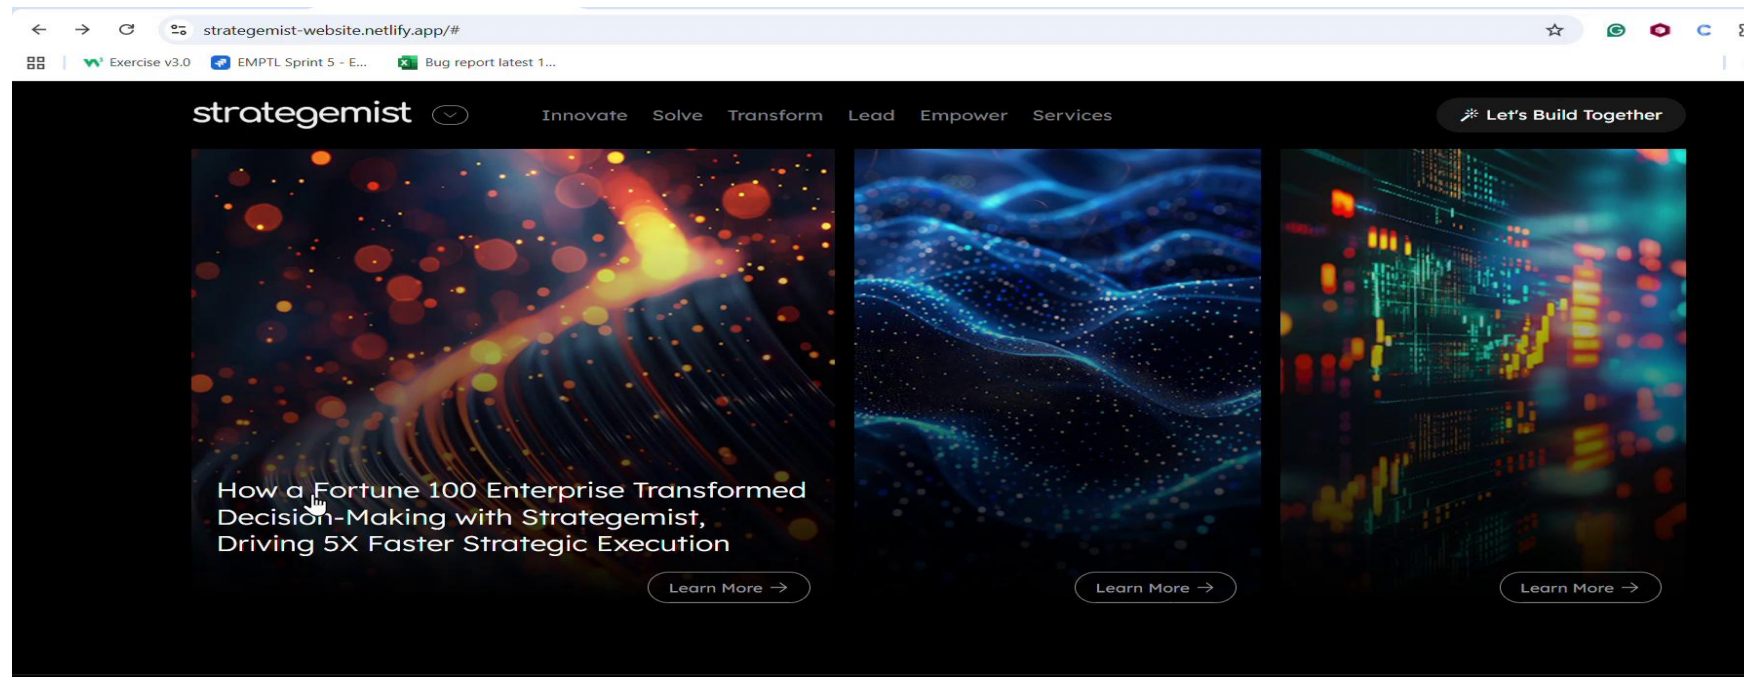 strategemist-website.netlify.app/#
Exercise v3.0 EMPTL Sprint 5 - E... Bug report latest 1...
strategemist Innovate Solve Transform Lead Empower Services Let's Build Together
How a Fortune 100 Enterprise Transformed
Decision-Making with Strategemist,
Driving 5X Faster Strategic Execution
Learn More → Learn More → Learn More →